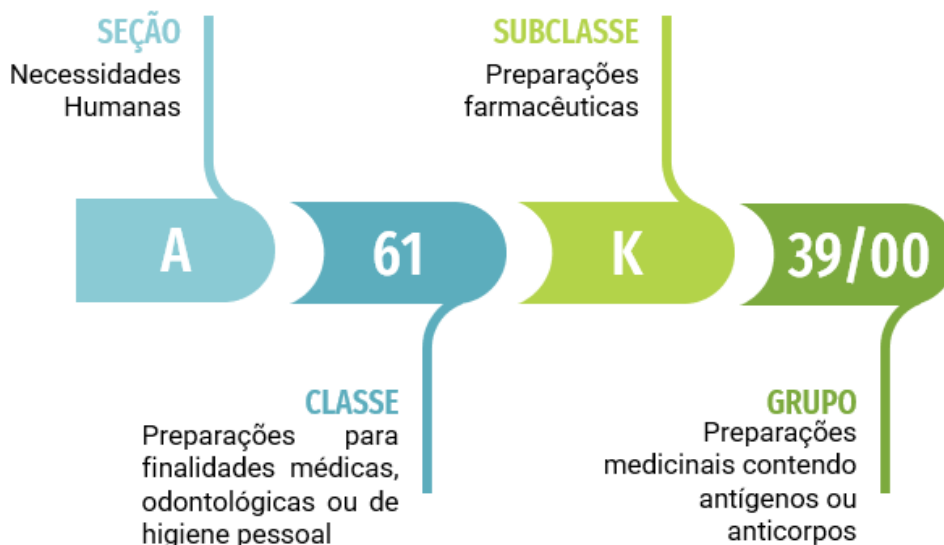 SEÇÃO
Necessidades
Humanas
SUBCLASSE
Preparações
farmacêuticas
A
61
K
39/00
CLASSE
Preparações para
finalidades médicas,
odontológicas ou de
higiene pessoal
GRUPO
Preparações
medicinais contendo
antígenos ou
anticorpos